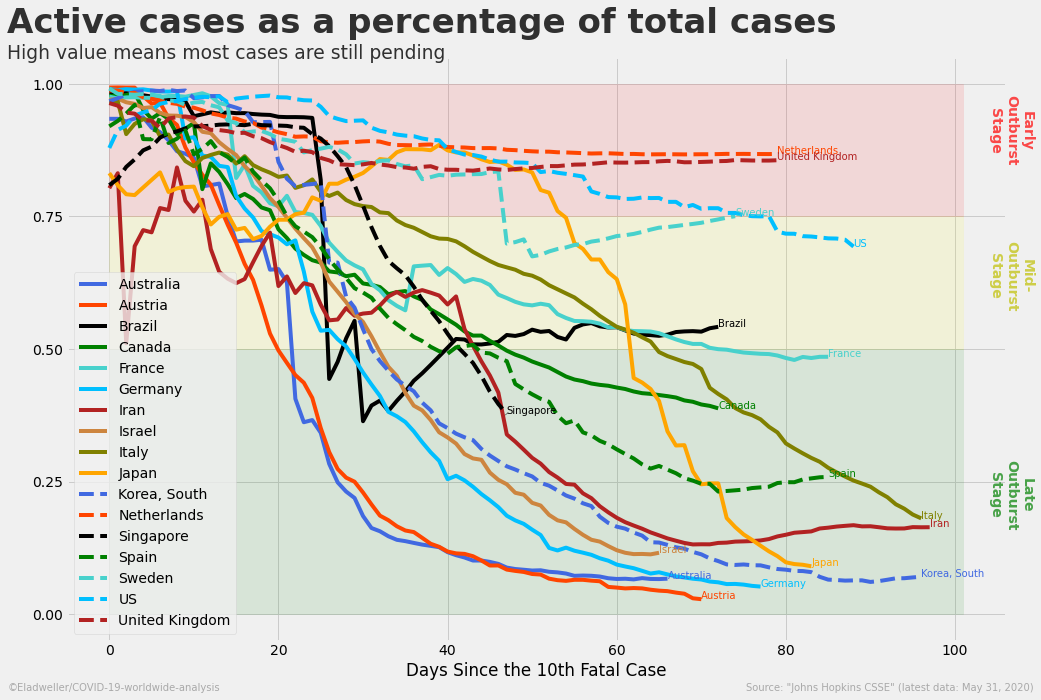 Active cases as a percentage of total cases
High value means most cases are still pending
1.00
0.75
0.50
0.25
0.00
Early
Outburst
Stage
Mid-
Outburst
Stage
Late
Outburst
Stage
Netherlands
United Kingdom
Sweden
US
Brazil
France
Canada
Singapore
Spain
Italy
Iran
Israel
Japan
Australia
Korea, South
Germany
Austria
Australia
Austria
Brazil
Canada
France
Germany
Iran
Israel
Italy
Japan
Korea, South
Netherlands
Singapore
Spain
Sweden
US
United Kingdom
0
20
40
60
80
100
Days Since the 10th Fatal Case
©Eladweller/COVID-19-worldwide-analysis
Source: "Johns Hopkins CSSE" (latest data: May 31, 2020)